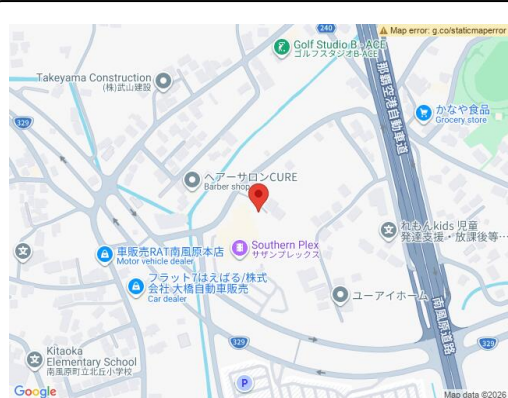 ⚠ Map error: g.co/staticmaperror
240
Golf Studio B-ACE
ゴルフスタジオB-ACE
那覇空港自動車道
Takeyama Construction
(株)武山建設
かなや食品
Grocery store
329
ヘアーサロンCURE
Barber shop
れもんkids 児童
発達支援・放課後等…
Southern Plex
サザンプレックス
車販売RAT南風原本店
Motor vehicle dealer
フラット7はえばる/株式
会社 大橋自動車販売
Car dealer
ユーアイホーム
南風原道路
329
329
Kitaoka
Elementary School
南風原町立北丘小学校
P
Google
Map data ©2026